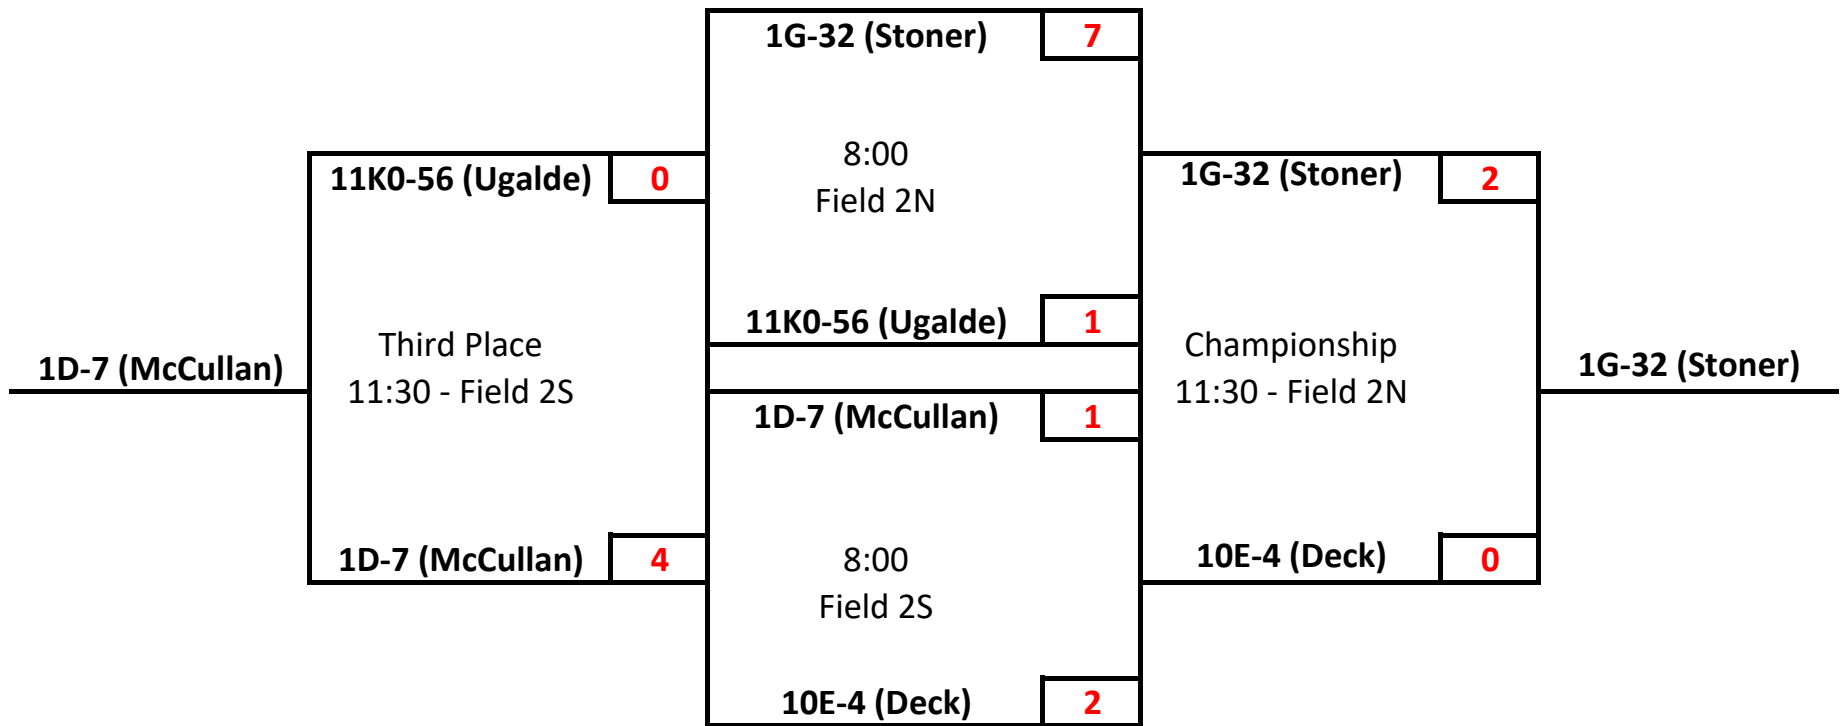 1G-32 (Stoner) 7
8:00
Field 2N
11K0-56 (Ugalde) 1
1D-7 (McCullan) 1
8:00
Field 2S
10E-4 (Deck) 2
11K0-56 (Ugalde) 0
Third Place
11:30 - Field 2S
1D-7 (McCullan) 4
1D-7 (McCullan)
1G-32 (Stoner) 2
Championship
11:30 - Field 2N
10E-4 (Deck) 0
1G-32 (Stoner)